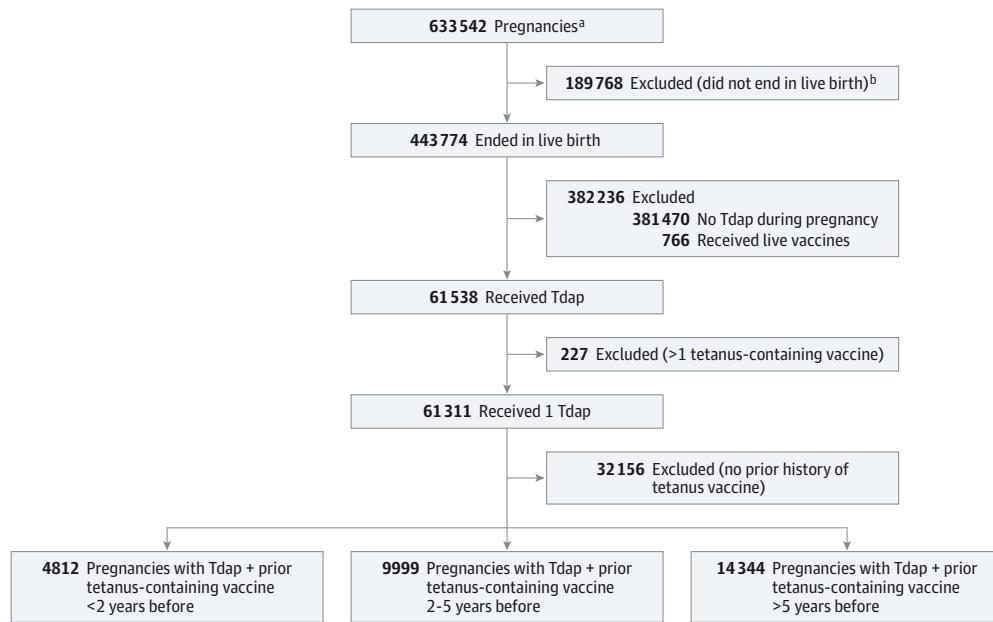 633 542 Pregnancies a
189 768 Excluded (did not end in live birth) b
443 774 Ended in live birth
382 236 Excluded
381 470 No Tdap during pregnancy
766 Received live vaccines
61 538 Received Tdap
227 Excluded (>1 tetanus-containing vaccine)
61 311 Received 1 Tdap
32 156 Excluded (no prior history of
tetanus vaccine)
4812 Pregnancies with Tdap + prior
tetanus-containing vaccine
<2 years before
9999 Pregnancies with Tdap + prior
tetanus-containing vaccine
2-5 years before
14 344 Pregnancies with Tdap + prior
tetanus-containing vaccine
>5 years before